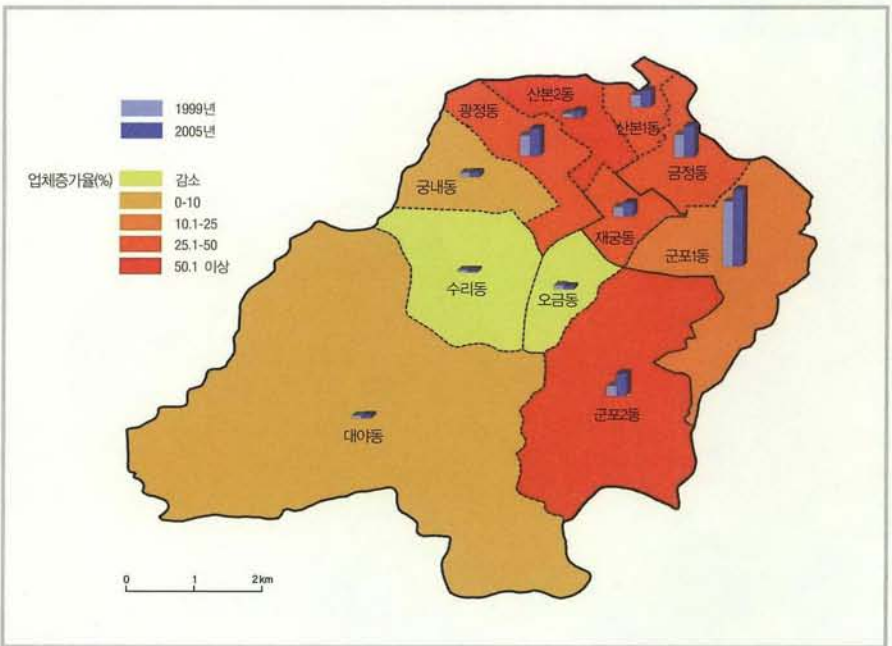 1999년
2005년
업체증가율(%)
감소
0-10
10.1-25
25.1-50
50.1 이상
산본2동
광정동
산본1동
금정동
궁내동
재궁동
군포1동
수리동
오금동
군포2동
대야동
0 1 2km